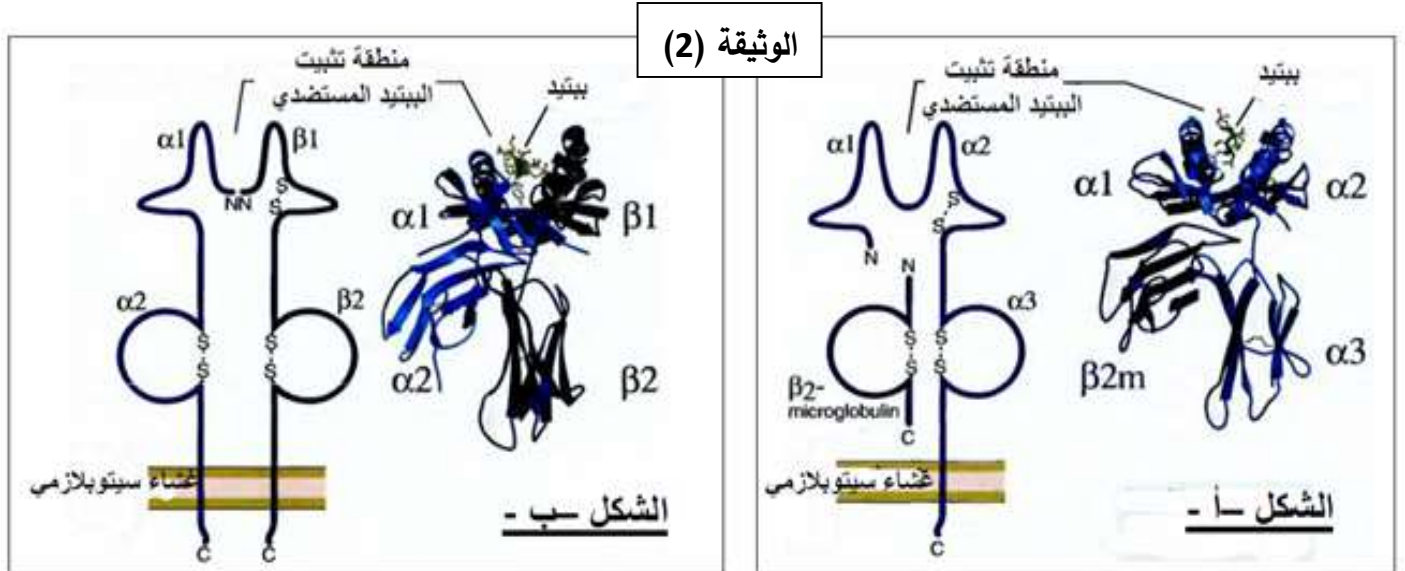 الوثيقة (2)
منطقة تثبيت
الببتيد المستضدي
ببتيد
α1
α2
α1
α2
S
S
N
N
α3
S
S
S
S
β2-
microglobulin
C
β2m
α3
غشاء سيتوبلازمي
C
الشكل –أ -
منطقة تثبيت
الببتيد المستضدي
ببتيد
α1
β1
S
S
NN
α1
β1
α2
β2
S
S
S
S
α2
β2
غشاء سيتوبلازمي
C
C
الشكل –ب -